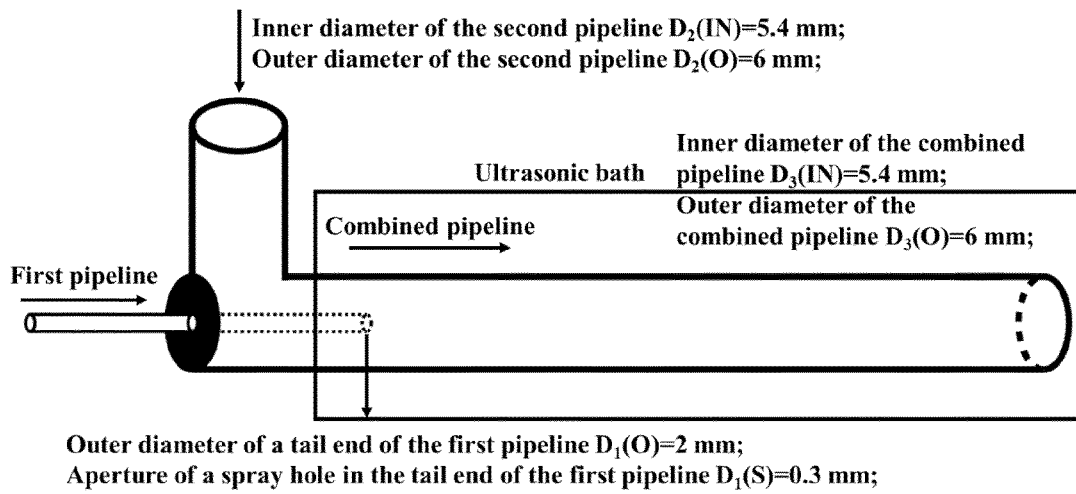 Inner diameter of the second pipeline D₂(IN)=5.4 mm;
Outer diameter of the second pipeline D₂(O)=6 mm;
Ultrasonic bath
Inner diameter of the combined
pipeline D₃(IN)=5.4 mm;
Outer diameter of the
combined pipeline D₃(O)=6 mm;
Combined pipeline
First pipeline
Outer diameter of a tail end of the first pipeline D₁(O)=2 mm;
Aperture of a spray hole in the tail end of the first pipeline D₁(S)=0.3 mm;